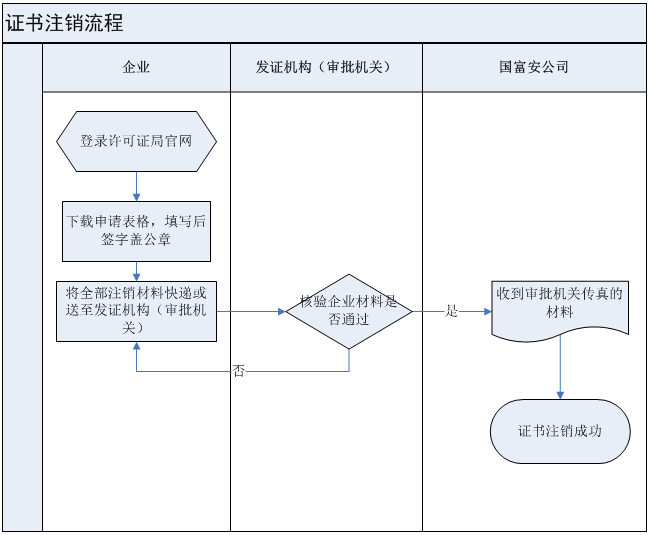 证书注销流程
企业
发证机构（审批机关）
国富安公司
登录许可证局官网
下载申请表格，填写后
签字盖公章
将全部注销材料快递或
送至发证机构（审批机
关）
核验企业材料是
否通过
是
收到审批机关传真的
材料
否
证书注销成功